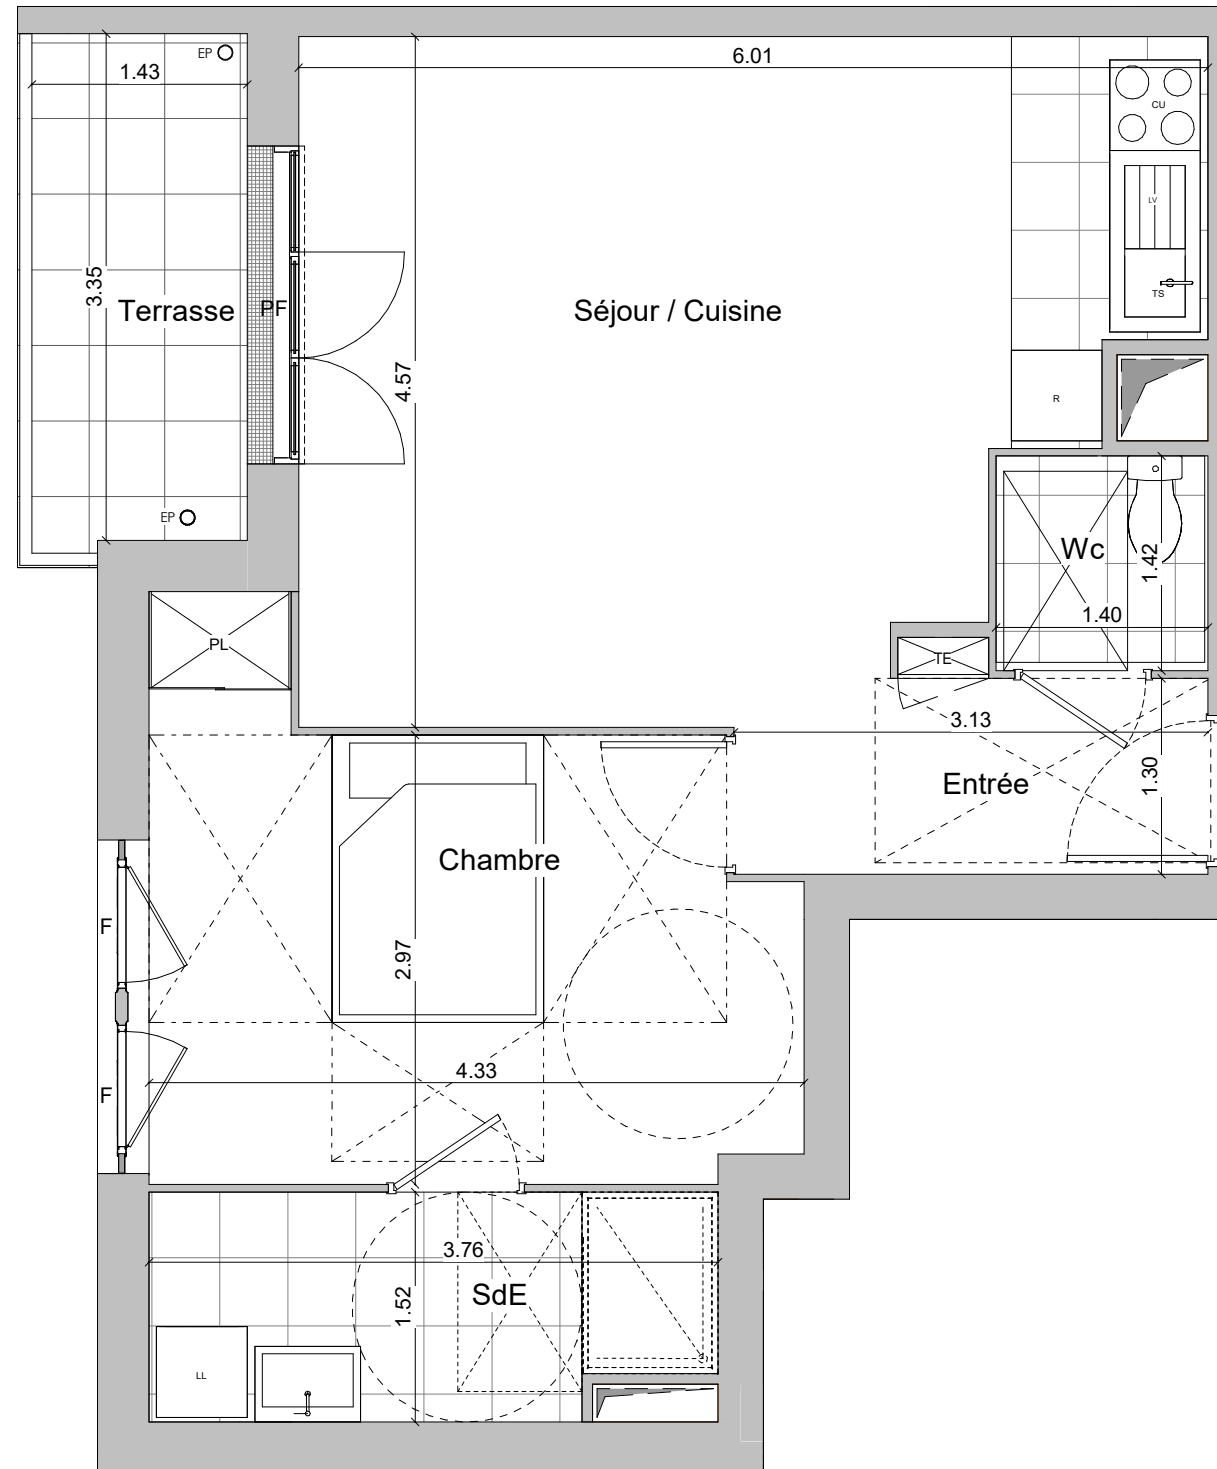 EP
1.43
6.01
CU
LV
3.35
Terrasse
PF
Séjour / Cuisine
TS
4.57
R
EP
Wc
1.42
1.40
PL
TE
3.13
Entrée
1.30
Chambre
F
2.97
4.33
F
3.76
SdE
1.52
LL